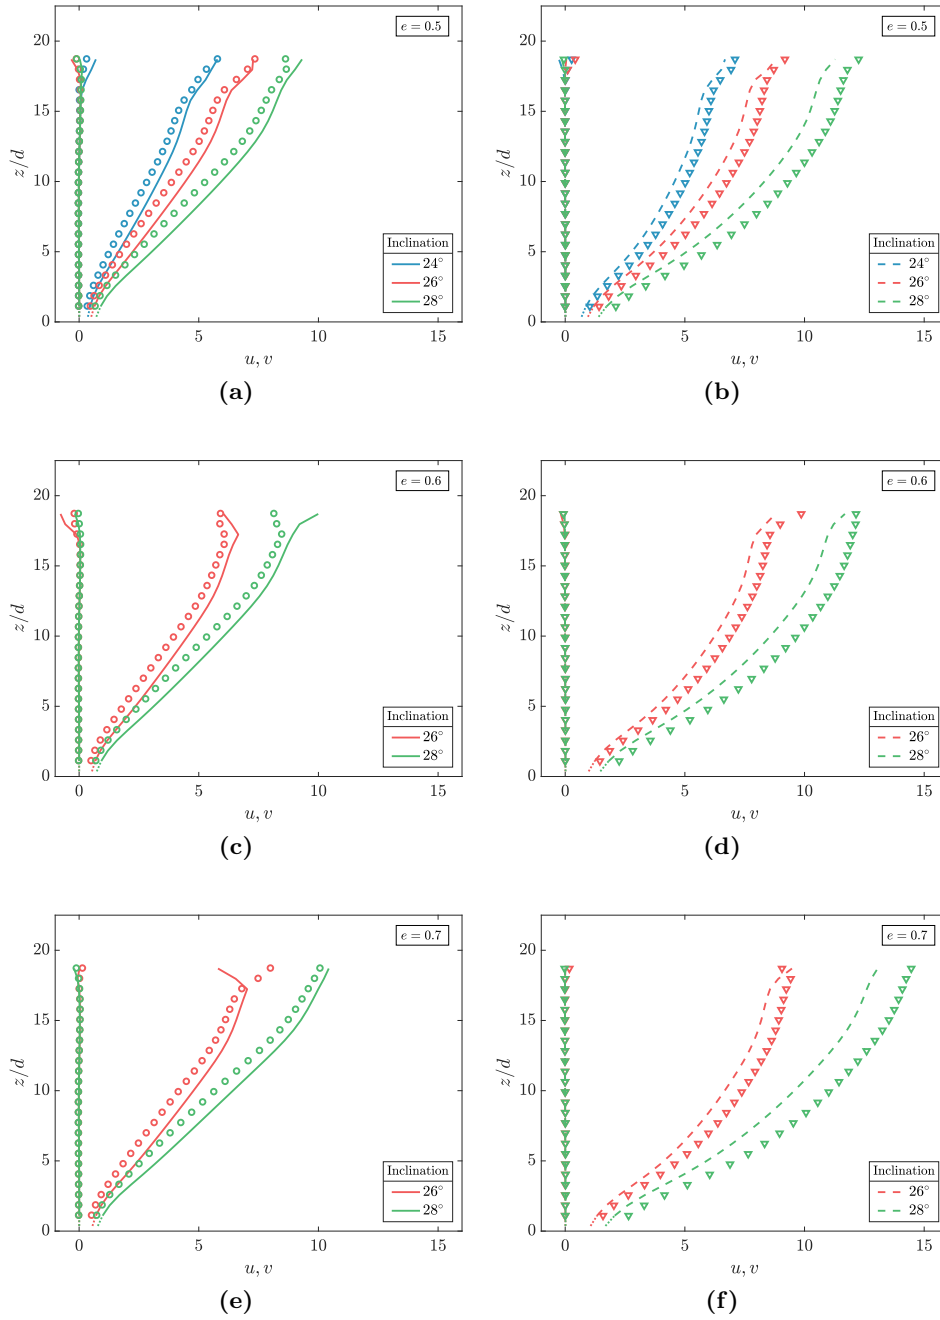 e = 0.5
20
15
10
5
0
z/d
Inclination
24°
26°
28°
0 5 10 15
u, v
(a)
e = 0.5
20
15
10
5
0
z/d
Inclination
24°
26°
28°
0 5 10 15
u, v
(b)
e = 0.6
20
15
10
5
0
z/d
Inclination
26°
28°
0 5 10 15
u, v
(c)
e = 0.6
20
15
10
5
0
z/d
Inclination
26°
28°
0 5 10 15
u, v
(d)
e = 0.7
20
15
10
5
0
z/d
Inclination
26°
28°
0 5 10 15
u, v
(e)
e = 0.7
20
15
10
5
0
z/d
Inclination
26°
28°
0 5 10 15
u, v
(f)